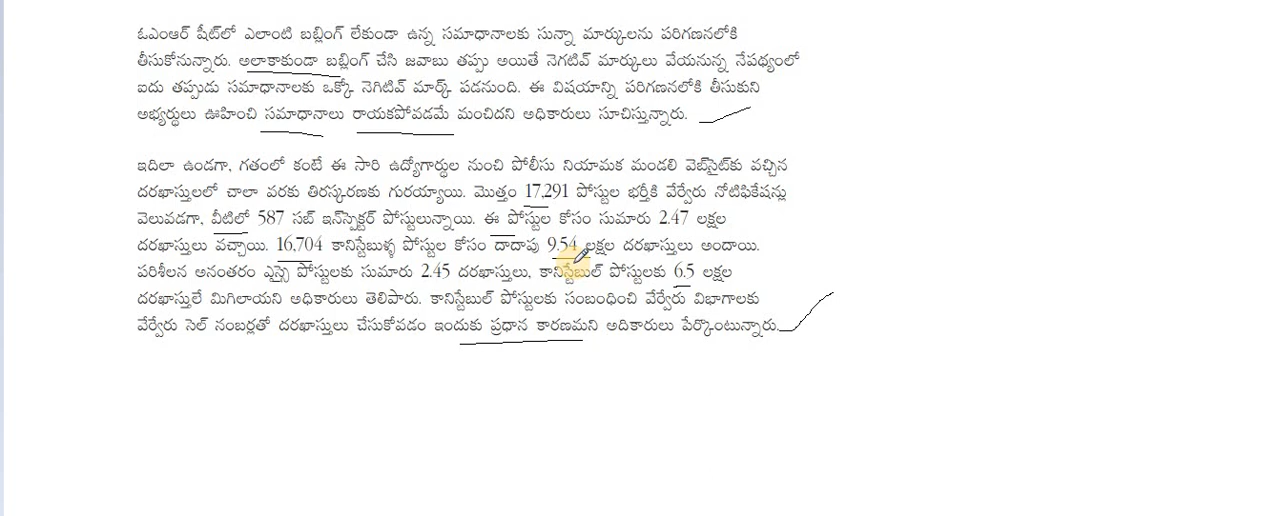 ఓఎంఆర్ షీట్‌లో ఎలాంటి బబ్లింగ్ లేకుండా ఉన్న సమాధానాలకు సున్నా మార్కులను పరిగణనలోకి
తీసుకోనున్నారు. అలాకాకుండా బబ్లింగ్ చేసి జవాబు తప్పు అయితే నెగటివ్ మార్కులు వేయనున్న నేపథ్యంలో
ఐదు తప్పుడు సమాధానాలకు ఒక్కో నెగిటివ్ మార్క్ పడనుంది. ఈ విషయాన్ని పరిగణనలోకి తీసుకుని
అభ్యర్థులు ఊహించి సమాధానాలు రాయకపోవడమే మంచిదని అధికారులు సూచిస్తున్నారు.
ఇదిలా ఉండగా, గతంలో కంటే ఈ సారి ఉద్యోగార్థుల నుంచి పోలీసు నియామక మండలి వెబ్‌సైట్‌కు వచ్చిన
దరఖాస్తులలో చాలా వరకు తిరస్కరణకు గురయ్యాయి. మొత్తం 17,291 పోస్టుల భర్తీకి వేర్వేరు నోటిఫికేషన్లు
వెలువడగా, వీటిలో 587 సబ్ ఇన్‌స్పెక్టర్ పోస్టులున్నాయి. ఈ పోస్టుల కోసం సుమారు 2.47 లక్షల
దరఖాస్తులు వచ్చాయి. 16,704 కానిస్టేబుళ్ళ పోస్టుల కోసం దాదాపు 9.54 లక్షల దరఖాస్తులు అందాయి.
పరిశీలన అనంతరం ఎస్సై పోస్టులకు సుమారు 2.45 దరఖాస్తులు, కానిస్టేబుల్ పోస్టులకు 6.5 లక్షల
దరఖాస్తులే మిగిలాయని అధికారులు తెలిపారు. కానిస్టేబుల్ పోస్టులకు సంబంధించి వేర్వేరు విభాగాలకు
వేర్వేరు సెల్ నంబర్లతో దరఖాస్తులు చేసుకోవడం ఇందుకు ప్రధాన కారణమని అదికారులు పేర్కొంటున్నారు.